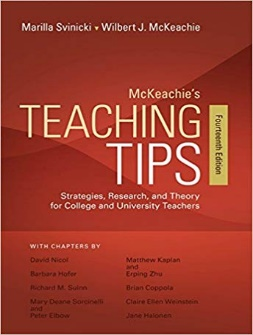 Marilla Svinicki • Wilbert J. McKeachie
McKeachie's
TEACHING
TIPS
Fourteenth Edition
Strategies, Research, and Theory
for College and University Teachers
WITH CHAPTERS BY
David Nicol
Barbara Hofer
Richard M. Suinn
Mary Deane Sorcinelli
and
Peter Elbow
Matthew Kaplan
and
Erping Zhu
Brian Coppola
Claire Ellen Weinstein
Jane Halonen